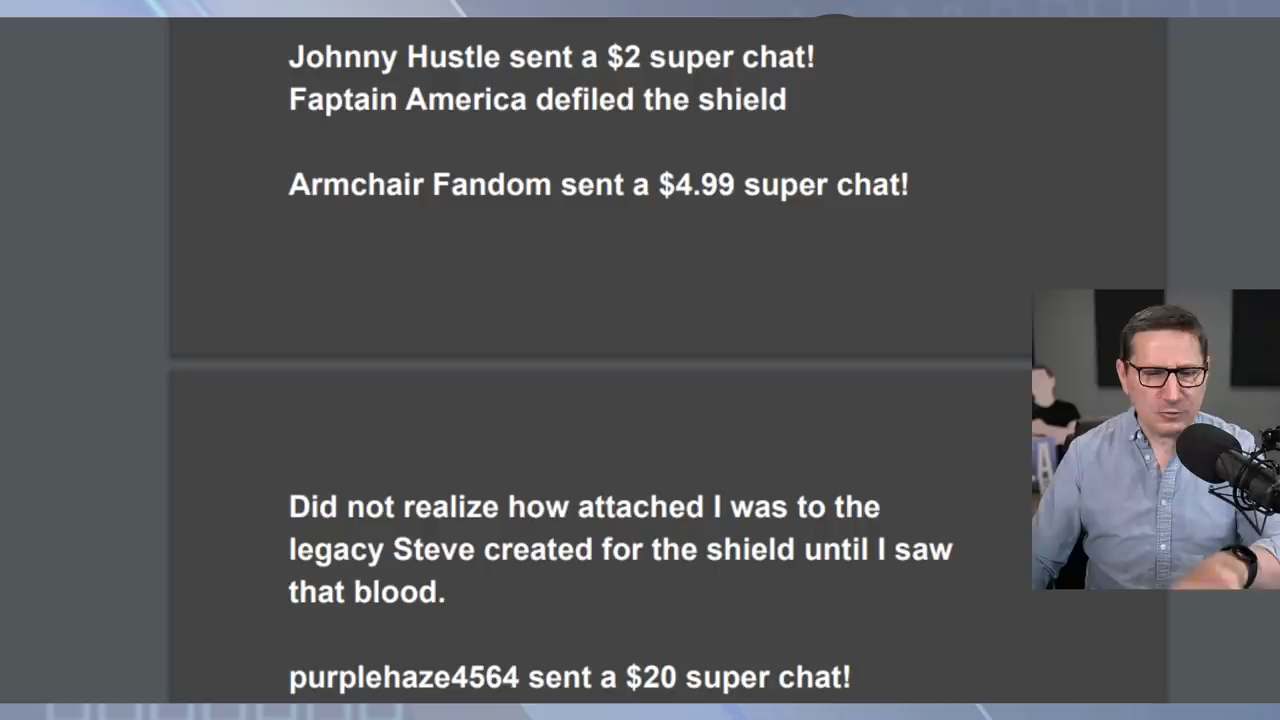 Johnny Hustle sent a $2 super chat!
Faptain America defiled the shield
Armchair Fandom sent a $4.99 super chat!
Did not realize how attached I was to the
legacy Steve created for the shield until I saw
that blood.
purplehaze4564 sent a $20 super chat!